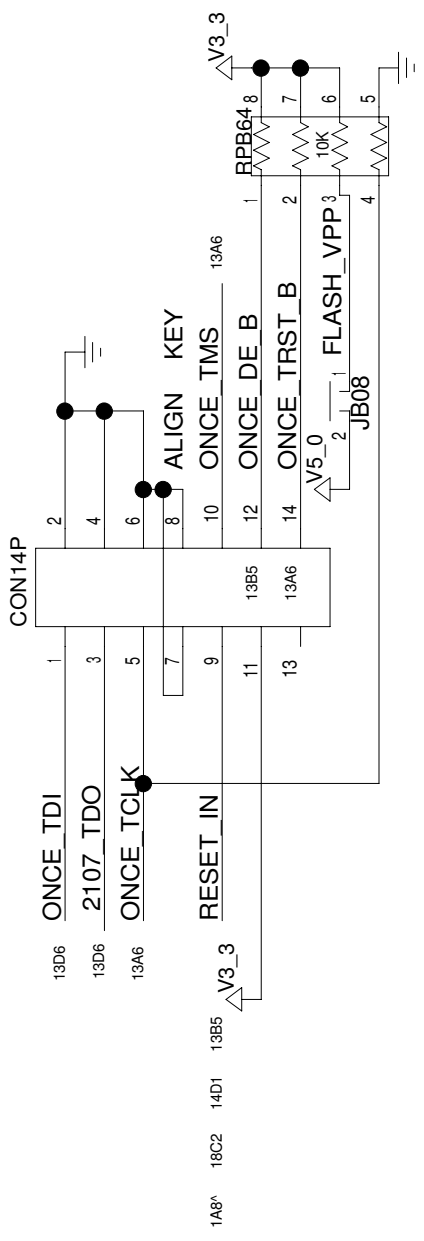 CON14P
ONCE_TDI
13D6
1
2
2107_TDO
13D6
3
4
ONCE_TCLK
13A6
5
6
7
8
ALIGN KEY
RESET_IN
1A8^ 18C2 14D1 13B5
9
10
ONCE_TMS
13A6
V3_3
11
13B5
12
ONCE_DE_B
13
13A6
14
ONCE_TRST_B
V5_0
2
1
JB08
FLASH_VPP
RPB64
10K
1
8
2
7
3
6
4
5
V3_3